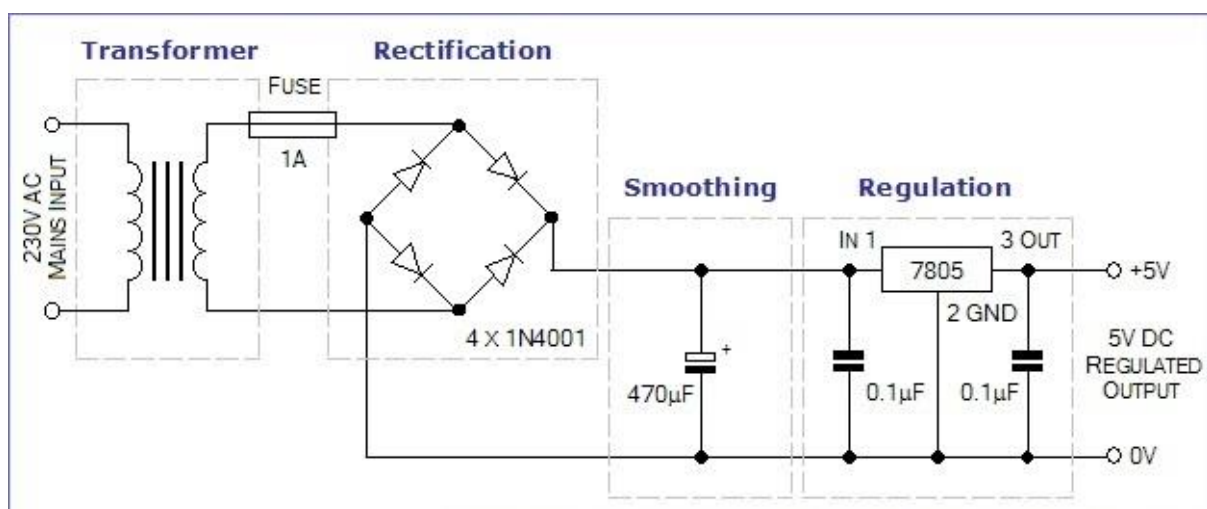 Transformer
Rectification
FUSE
1A
230V AC
MAINS INPUT
4 X 1N4001
Smoothing
Regulation
IN 1
3 OUT
7805
2 GND
+5V
+
470µF
0.1µF
0.1µF
5V DC
REGULATED
OUTPUT
0V